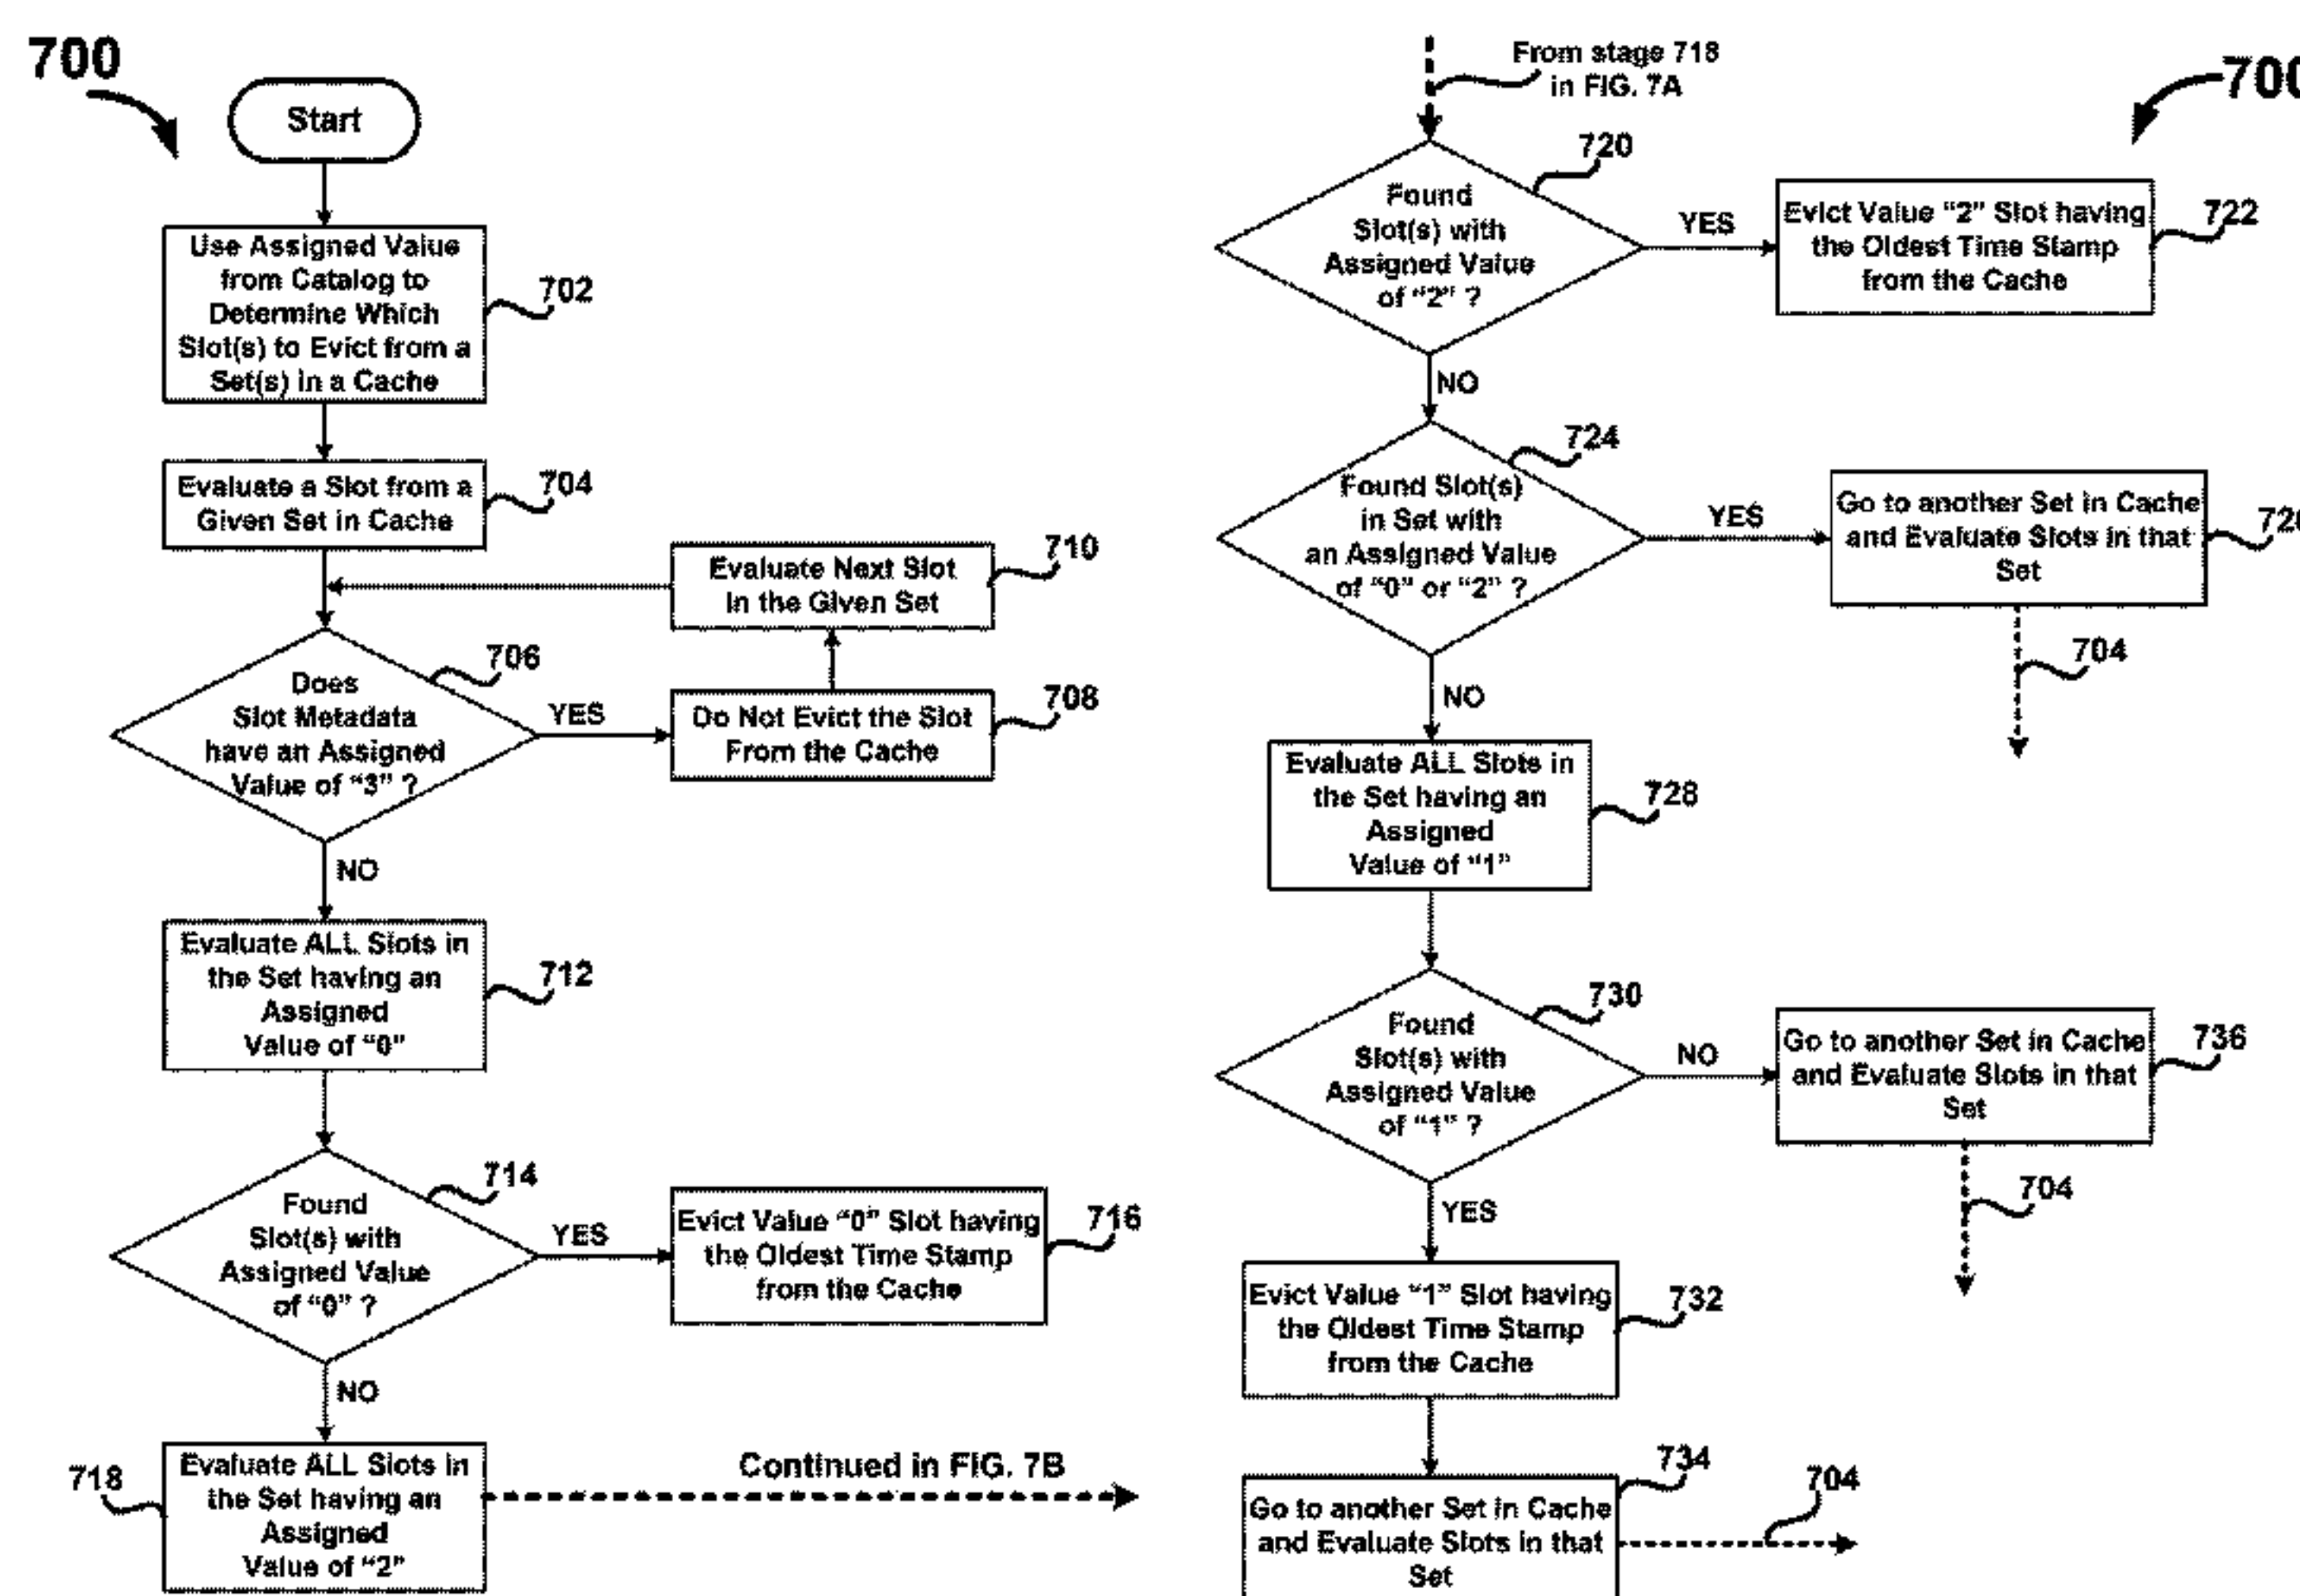 700
Start
Use Assigned Value
from Catalog to
Determine Which
Slot(s) to Evict from a
Set(s) in a Cache
702
Evaluate a Slot from a
Given Set in Cache
704
Evaluate Next Slot
in the Given Set
710
Does
Slot Metadata
have an Assigned
Value of “3” ?
706
YES
Do Not Evict the Slot
From the Cache
708
NO
Evaluate ALL Slots in
the Set having an
Assigned
Value of “0”
712
Found
Slot(s) with
Assigned Value
of “0” ?
714
YES
Evict Value “0” Slot having
the Oldest Time Stamp
from the Cache
716
NO
718
Evaluate ALL Slots in
the Set having an
Assigned
Value of “2”
Continued in FIG. 7B
From stage 718
in FIG. 7A
700
Found
Slot(s) with
Assigned Value
of “2” ?
720
YES
Evict Value “2” Slot having
the Oldest Time Stamp
from the Cache
722
NO
Found Slot(s)
in Set with
an Assigned Value
of “0” or “2” ?
724
YES
Go to another Set in Cache
and Evaluate Slots in that
Set
704
NO
Evaluate ALL Slots in
the Set having an
Assigned
Value of “1”
728
Found
Slot(s) with
Assigned Value
of “1” ?
730
NO
Go to another Set in Cache
and Evaluate Slots in that
Set
736
704
YES
Evict Value “1” Slot having
the Oldest Time Stamp
from the Cache
732
Go to another Set in Cache
and Evaluate Slots in that
Set
734
704